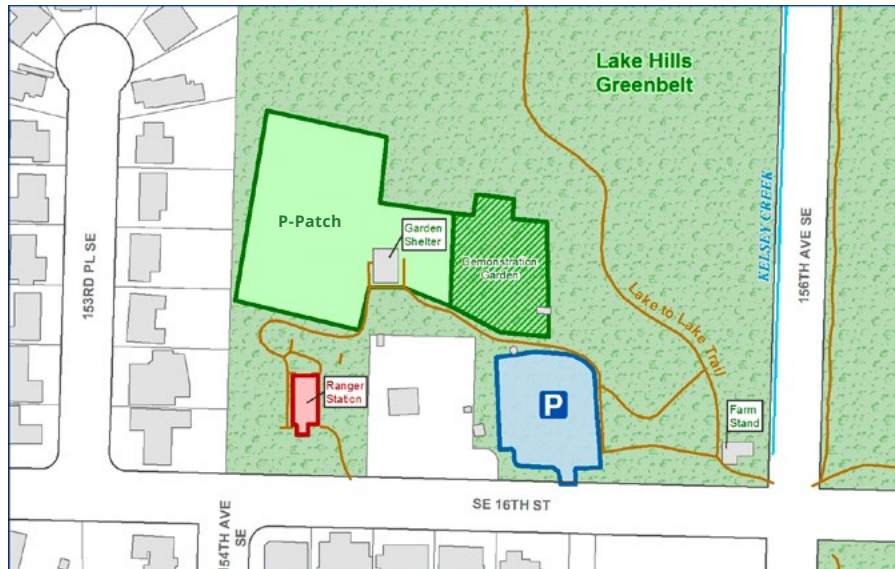 Lake Hills
Greenbelt
P-Patch
Garden
Shelter
Demonstration
Garden
KELSEY CREEK
156TH AVE SE
153RD PL SE
Lake to Lake Trail
Ranger
Station
P
Farm
Stand
SE 16TH ST
154TH AVE
SE